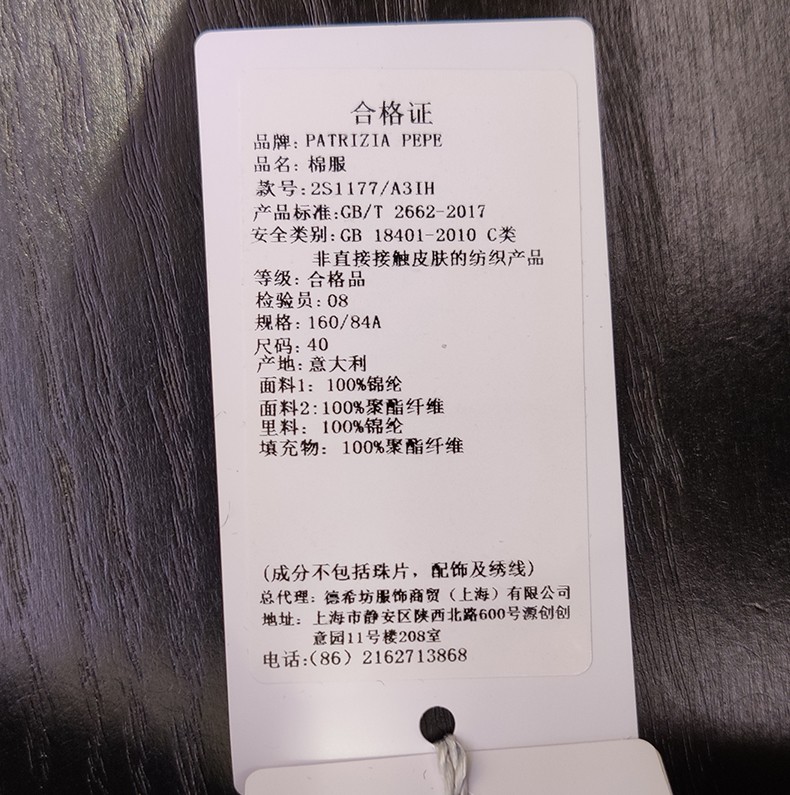 合格证
品牌: PATRIZIA PEPE
品名: 棉服
款号:2S1177/A3IH
产品标准:GB/T 2662-2017
安全类别:GB 18401-2010 C类
非直接接触皮肤的纺织产品
等级: 合格品
检验员:08
规格:160/84A
尺码:40
产地:意大利
面料1: 100%锦纶
面料2:100%聚酯纤维
里料: 100%锦纶
填充物: 100%聚酯纤维
(成分不包括珠片，配饰及绣线)
总代理: 德希坊服饰商贸（上海）有限公司
地址: 上海市静安区陕西北路600号源创创
意园11号楼208室
电话:(86) 2162713868